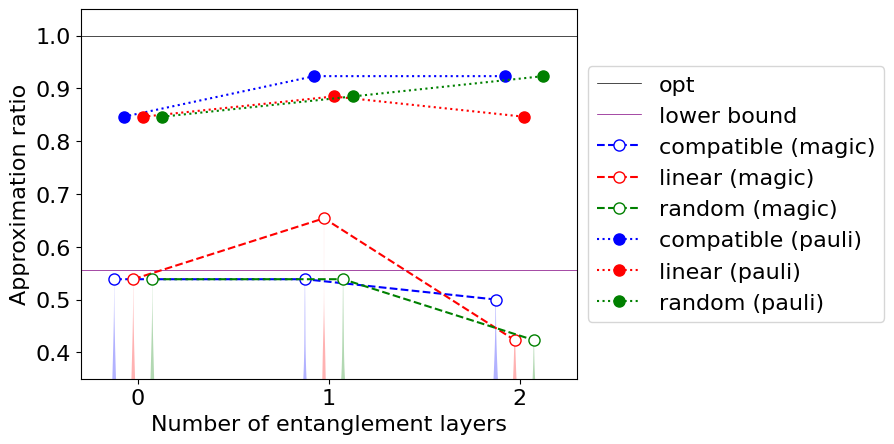 Approximation ratio
1.0
0.9
0.8
0.7
0.6
0.5
0.4
0
1
2
Number of entanglement layers
opt
lower bound
compatible (magic)
linear (magic)
random (magic)
compatible (pauli)
linear (pauli)
random (pauli)